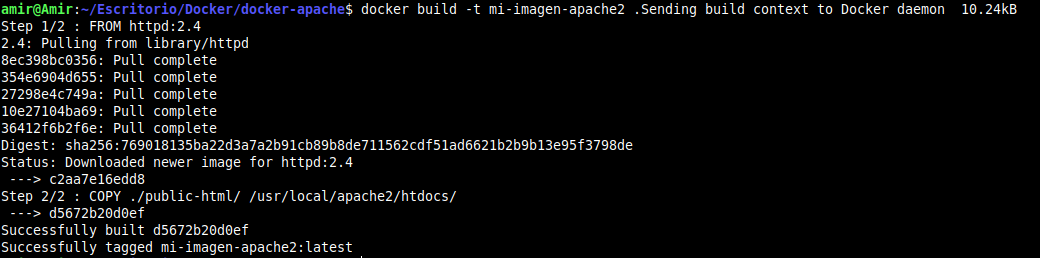 amir@Amir:~/Escritorio/Docker/docker-apache$ docker build -t mi-imagen-apache2 .Sending build context to Docker daemon  10.24kB
Step 1/2 : FROM httpd:2.4
2.4: Pulling from library/httpd
8ec398bc0356: Pull complete
354e6904d655: Pull complete
27298e4c749a: Pull complete
10e27104ba69: Pull complete
36412f6b2f6e: Pull complete
Digest: sha256:769018135ba22d3a7a2b91cb89b8de711562cdf51ad6621b2b9b13e95f3798de
Status: Downloaded newer image for httpd:2.4
 ---> c2aa7e16edd8
Step 2/2 : COPY ./public-html/ /usr/local/apache2/htdocs/
 ---> d5672b20d0ef
Successfully built d5672b20d0ef
Successfully tagged mi-imagen-apache2:latest